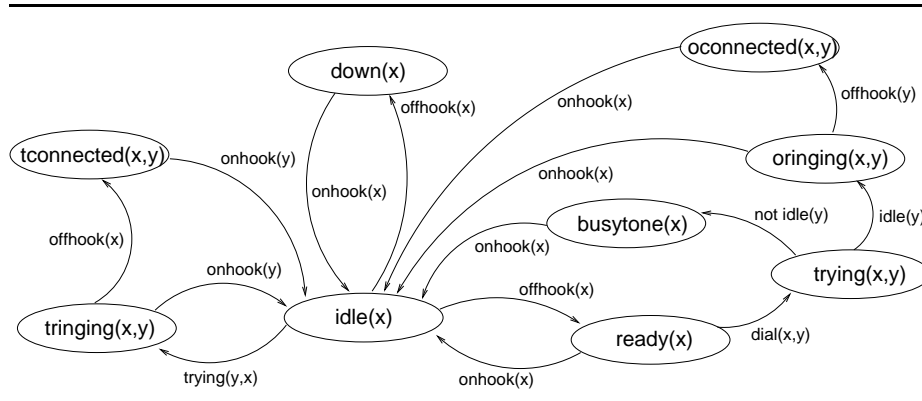 oconnected(x,y)
down(x)
offhook(x)
onhook(x)
offhook(y)
tconnected(x,y)
onhook(y)
oringing(x,y)
onhook(x)
onhook(x)
not idle(y)
idle(y)
busytone(x)
offhook(x)
onhook(x)
onhook(y)
trying(x,y)
offhook(x)
idle(x)
tringing(x,y)
ready(x)
dial(x,y)
trying(y,x)
onhook(x)